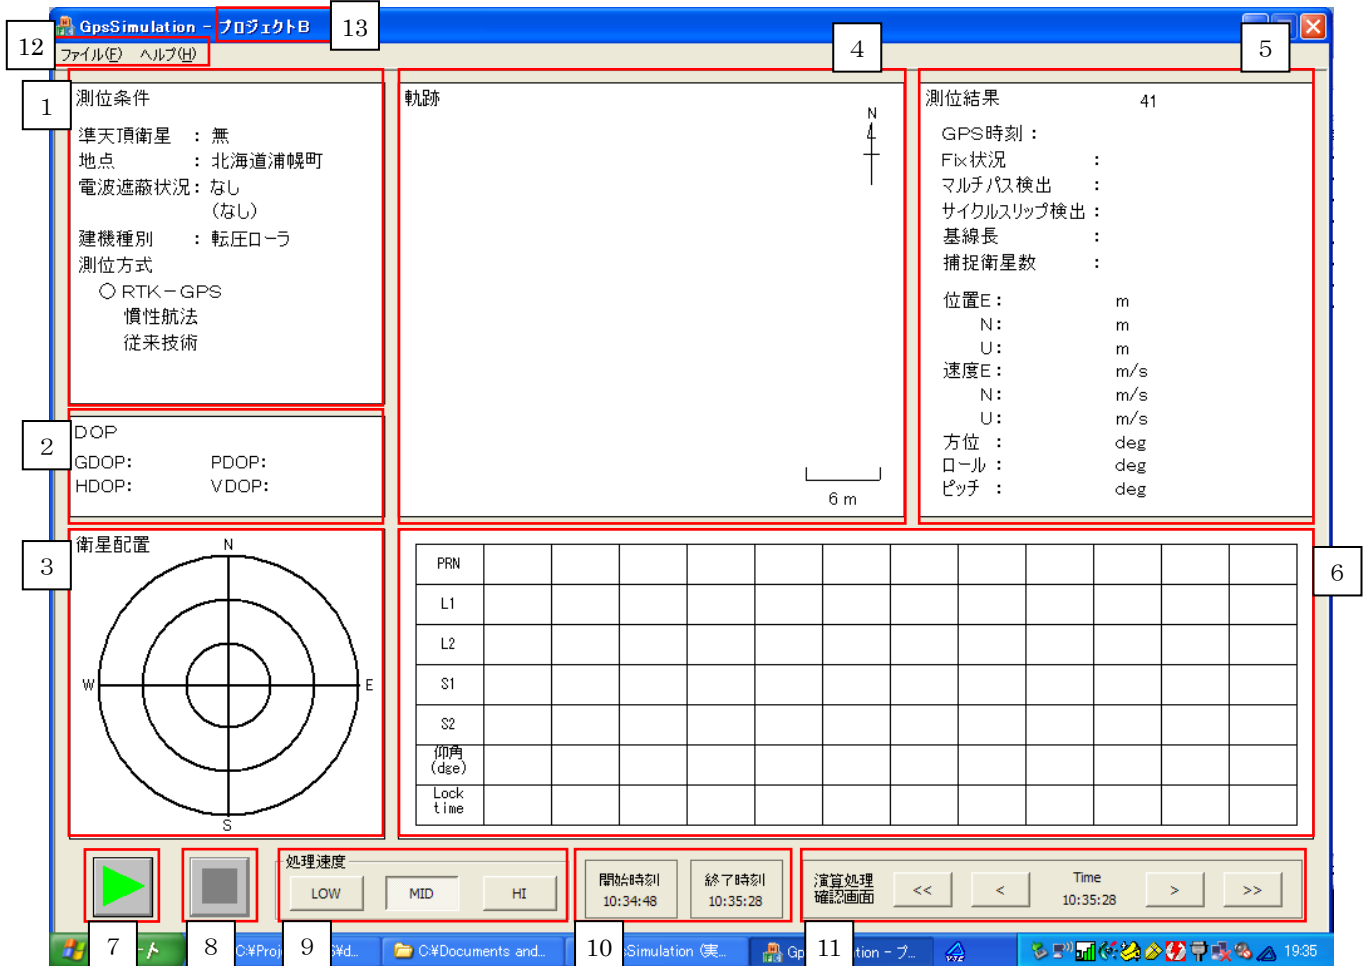 GpsSimulation - プロジェクトB
13
12
ファイル(F) ヘルプ(H)
4
5
1
測位条件
準天頂衛星 : 無
地点 : 北海道浦幌町
電波遮蔽状況 : なし
(なし)
建機種別 : 転圧ローラ
測位方式
○ RTK-GPS
慣性航法
従来技術
2
DOP
GDOP: PDOP:
HDOP: VDOP:
3
衛星配置
N
W
E
S
軌跡
N
6 m
測位結果 41
GPS時刻 :
Fix状況 :
マルチパス検出 :
サイクルスリップ検出 :
基線長 :
捕捉衛星数 :
位置E : m
N : m
U : m
速度E : m/s
N : m/s
U : m/s
方位 : deg
ロール : deg
ピッチ : deg
6
PRN
L1
L2
S1
S2
仰角
(dge)
Lock
time
処理速度
LOW MID HI
開始時刻
10:34:48
終了時刻
10:35:28
演算処理
確認画面
<< <
Time
10:35:28
> >>
7
8
9
10
11
ート
C:¥Proj
¥d...
C:¥Documents and...
Simulation (実...
Gp
tion - プ...
19:35